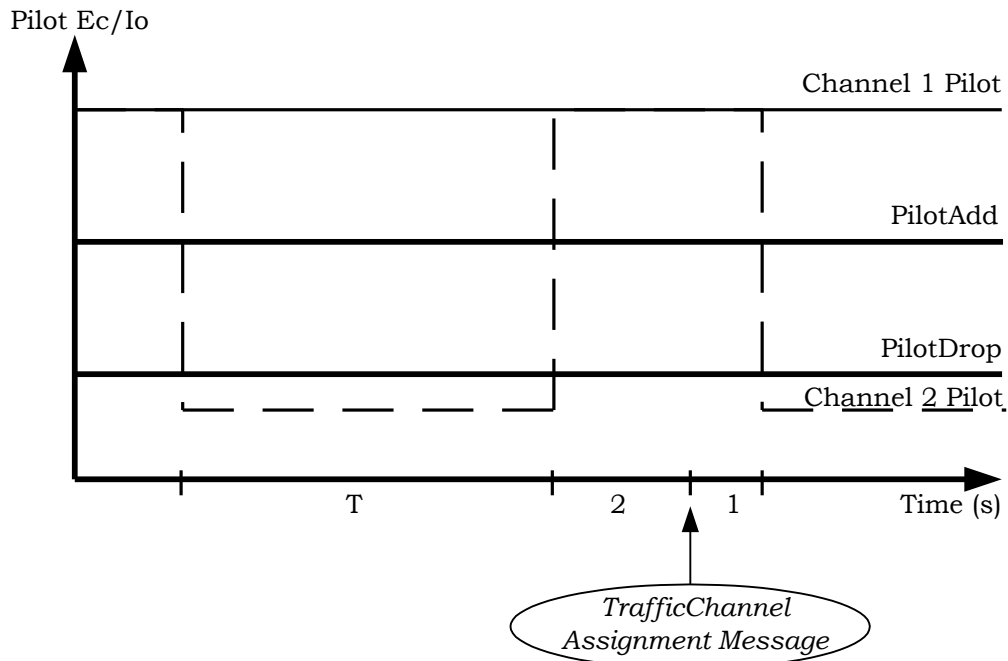 Pilot Ec/Io
Channel 1 Pilot
PilotAdd
PilotDrop
Channel 2 Pilot
T
2
1
Time (s)
TrafficChannel
Assignment Message